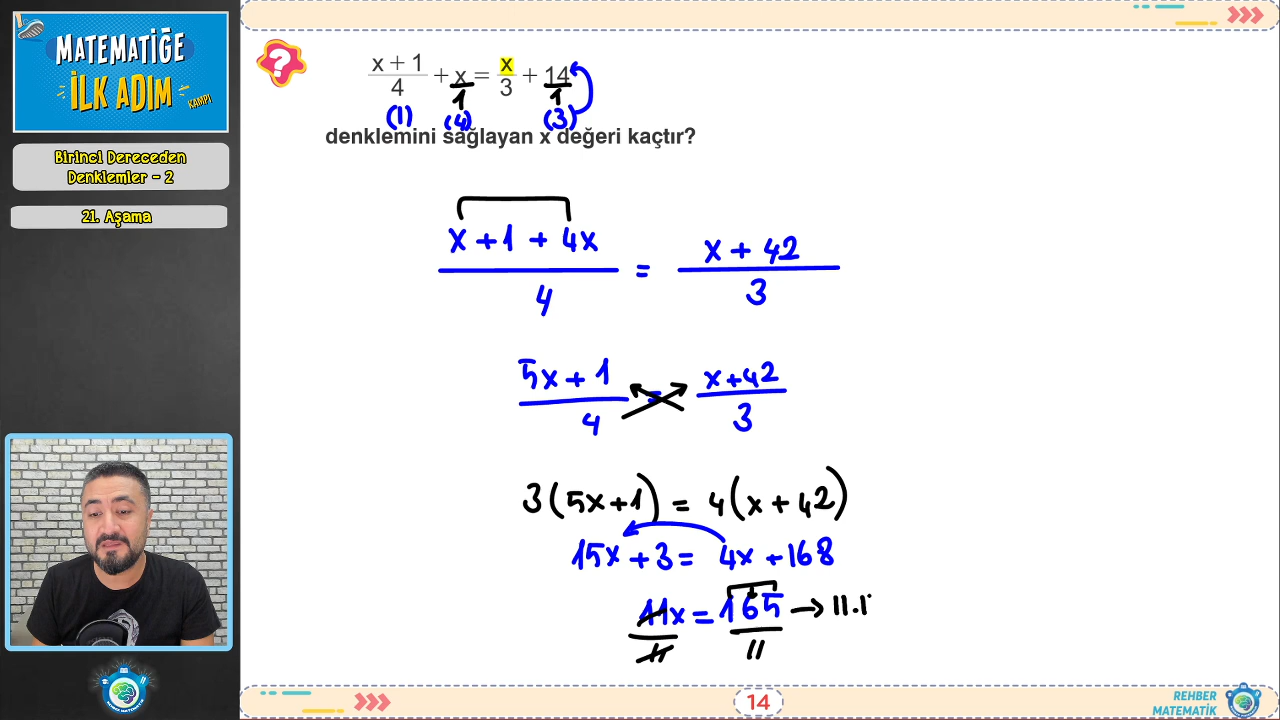 MATEMATİĞE
İLK ADIM
KAMPI
Birinci Dereceden
Denklemler - 2
21. Aşama
?
x + 1 / 4 + x / 1 = x / 3 + 14 / 1
(1) (4) (3)
denklemini sağlayan x değeri kaçtır?
x + 1 + 4x / 4 = x + 42 / 3
5x + 1 / 4 = x + 42 / 3
3(5x+1) = 4(x+42)
15x + 3 = 4x + 168
11x / 11 = 165 / 11 → 11.1
14
REHBER
MATEMATİK